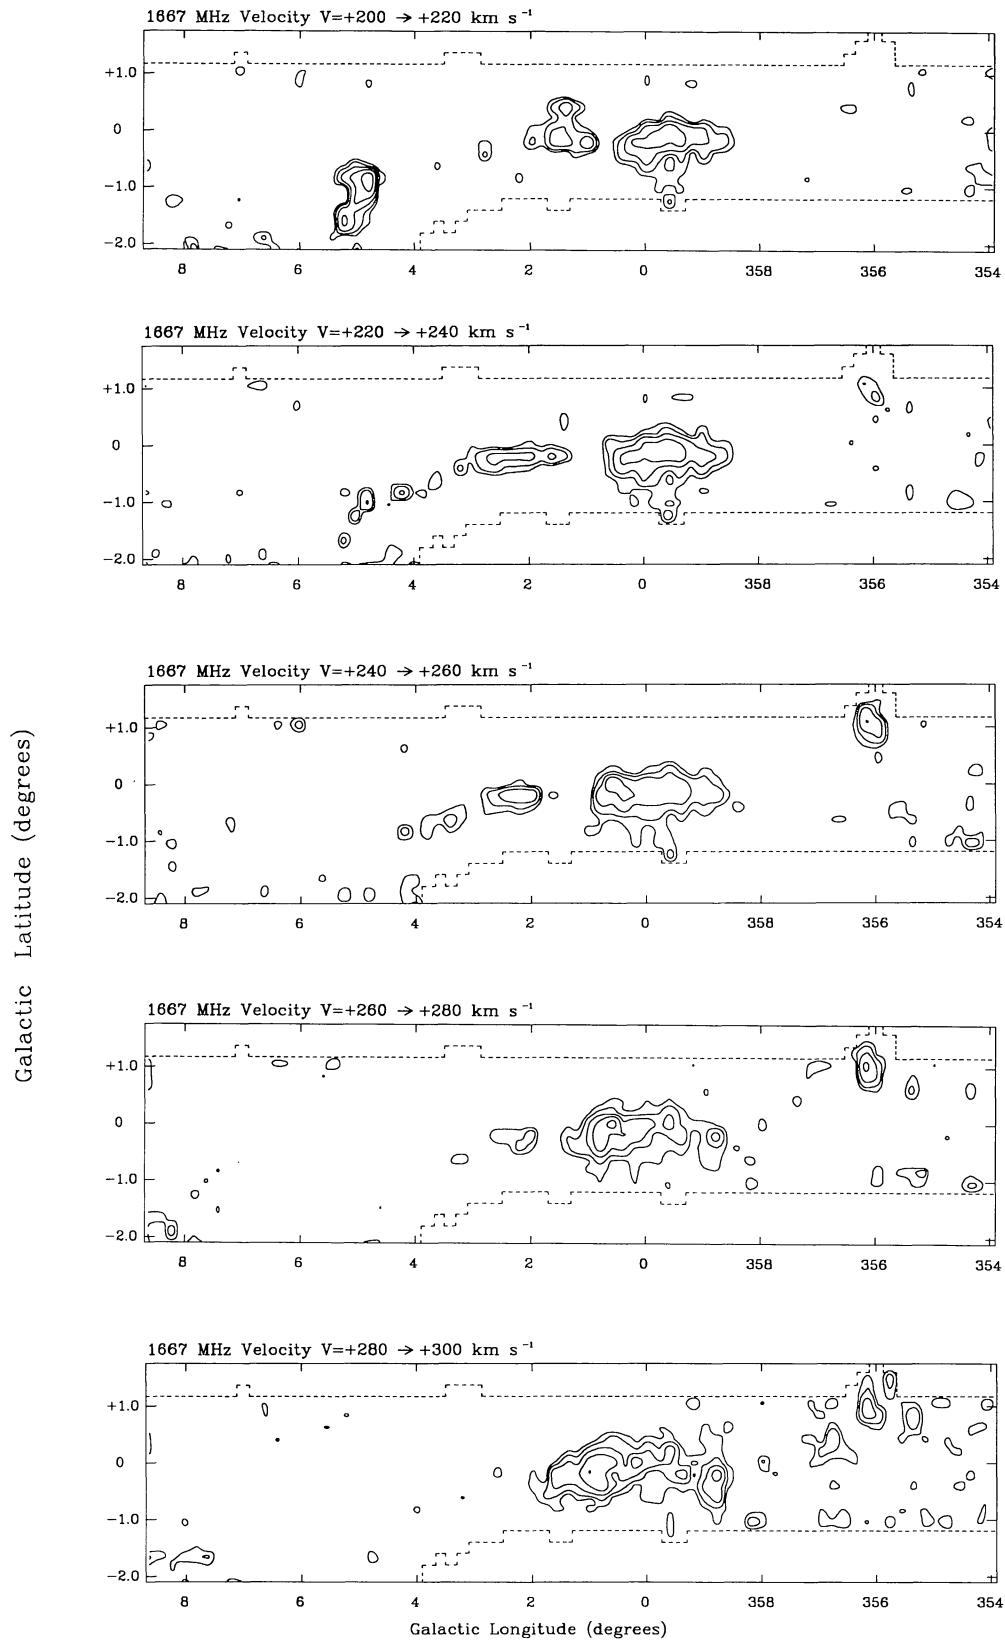 1667 MHz Velocity V=+200 → +220 km s⁻¹
+1.0
0
−1.0
−2.0
8 6 4 2 0 358 356 354
1667 MHz Velocity V=+220 → +240 km s⁻¹
+1.0
0
−1.0
−2.0
8 6 4 2 0 358 356 354
1667 MHz Velocity V=+240 → +260 km s⁻¹
+1.0
0
−1.0
−2.0
8 6 4 2 0 358 356 354
1667 MHz Velocity V=+260 → +280 km s⁻¹
+1.0
0
−1.0
−2.0
8 6 4 2 0 358 356 354
1667 MHz Velocity V=+280 → +300 km s⁻¹
+1.0
0
−1.0
−2.0
8 6 4 2 0 358 356 354
Galactic Longitude (degrees)
Galactic Latitude (degrees)